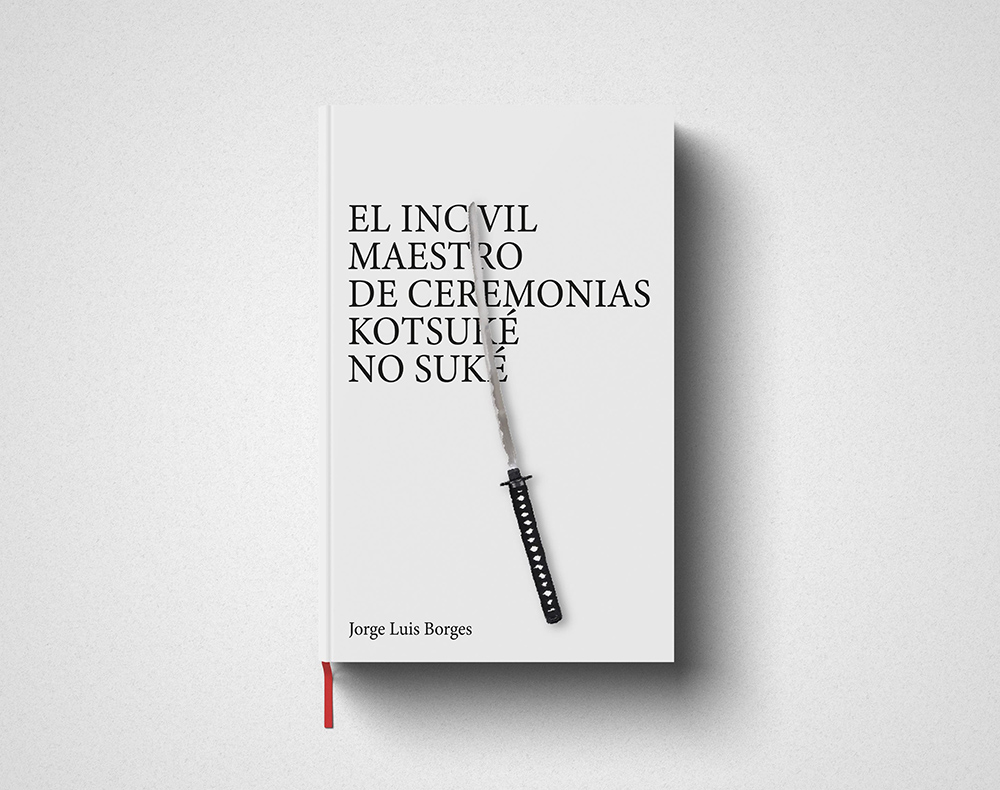 EL INCIVIL
MAESTRO
DE CEREMONIAS
KOTSUKÉ
NO SUKÉ
Jorge Luis Borges